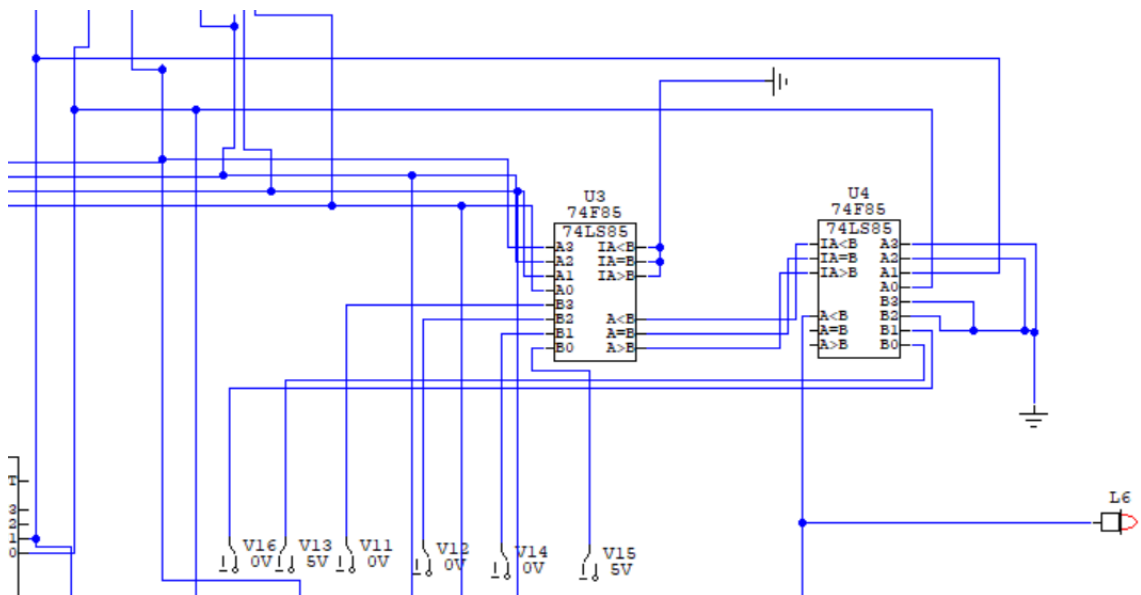 U3
74F85
74LS85
A3 IA<B
A2 IA=B
A1 IA>B
A0
B3
B2 A<B
B1 A=B
B0 A>B
U4
74F85
74LS85
IA<B A3
IA=B A2
IA>B A1
A0
B3
A<B B2
A=B B1
A>B B0
T
3
2
1
0
V16
0V
V13
5V
V11
0V
V12
0V
V14
0V
V15
5V
L6